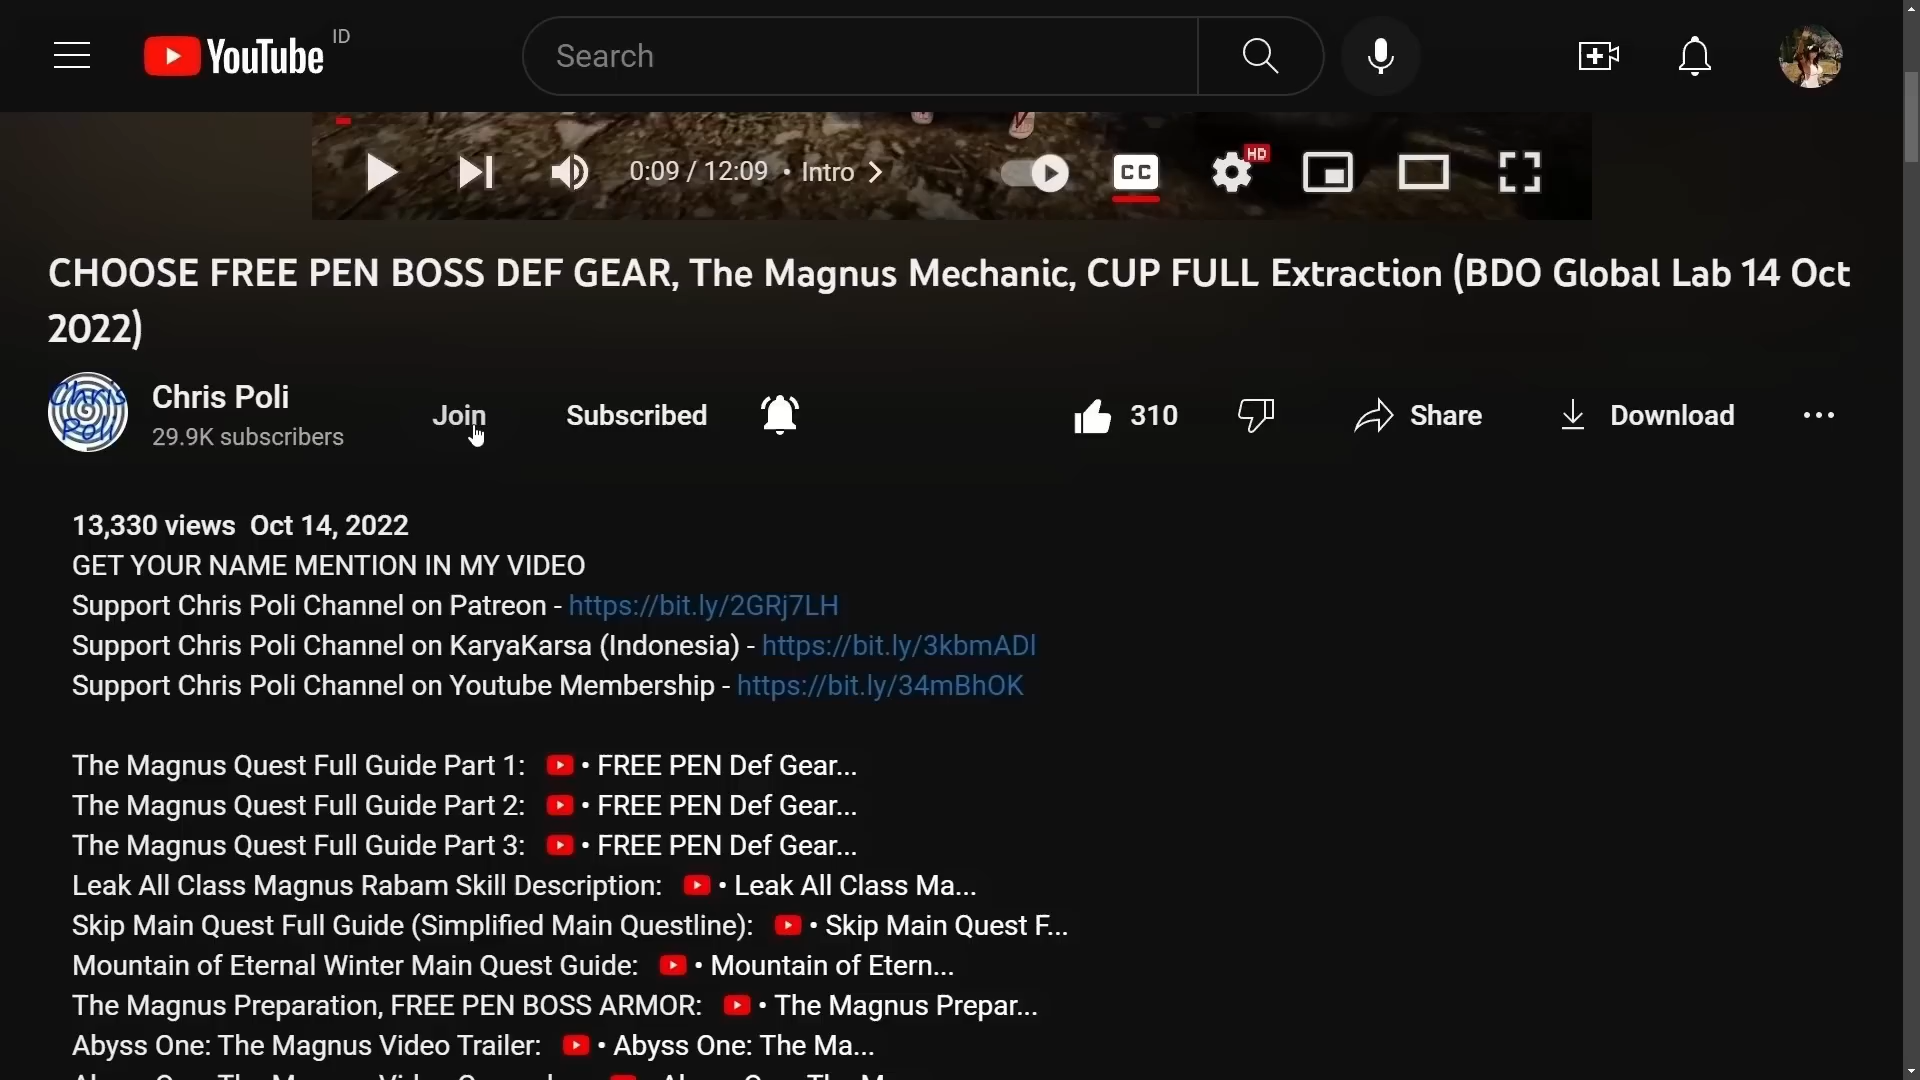 YouTube ID
Search
0:09 / 12:09 • Intro
CC
HD
CHOOSE FREE PEN BOSS DEF GEAR, The Magnus Mechanic, CUP FULL Extraction (BDO Global Lab 14 Oct
2022)
Chris Poli
Chris Poli
29.9K subscribers
Join
Subscribed
310
Share
Download
13,330 views Oct 14, 2022
GET YOUR NAME MENTION IN MY VIDEO
Support Chris Poli Channel on Patreon - https://bit.ly/2GRj7LH
Support Chris Poli Channel on KaryaKarsa (Indonesia) - https://bit.ly/3kbmADl
Support Chris Poli Channel on Youtube Membership - https://bit.ly/34mBhOK
The Magnus Quest Full Guide Part 1: • FREE PEN Def Gear...
The Magnus Quest Full Guide Part 2: • FREE PEN Def Gear...
The Magnus Quest Full Guide Part 3: • FREE PEN Def Gear...
Leak All Class Magnus Rabam Skill Description: • Leak All Class Ma...
Skip Main Quest Full Guide (Simplified Main Questline): • Skip Main Quest F...
Mountain of Eternal Winter Main Quest Guide: • Mountain of Etern...
The Magnus Preparation, FREE PEN BOSS ARMOR: • The Magnus Prepar...
Abyss One: The Magnus Video Trailer: • Abyss One: The Ma...